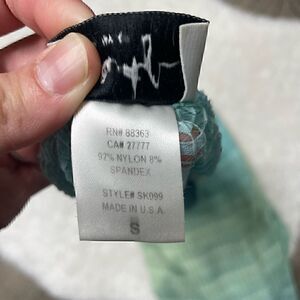 RN# 88363
CA# 27777
92% NYLON 8%
SPANDEX
STYLE# SK099
MADE IN U.S.A.
S